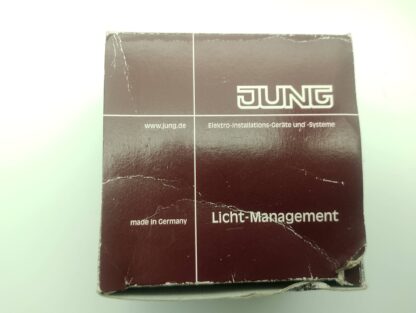 JUNG
www.jung.de Elektro-Installations-Geräte und -Systeme
made in Germany Licht-Management